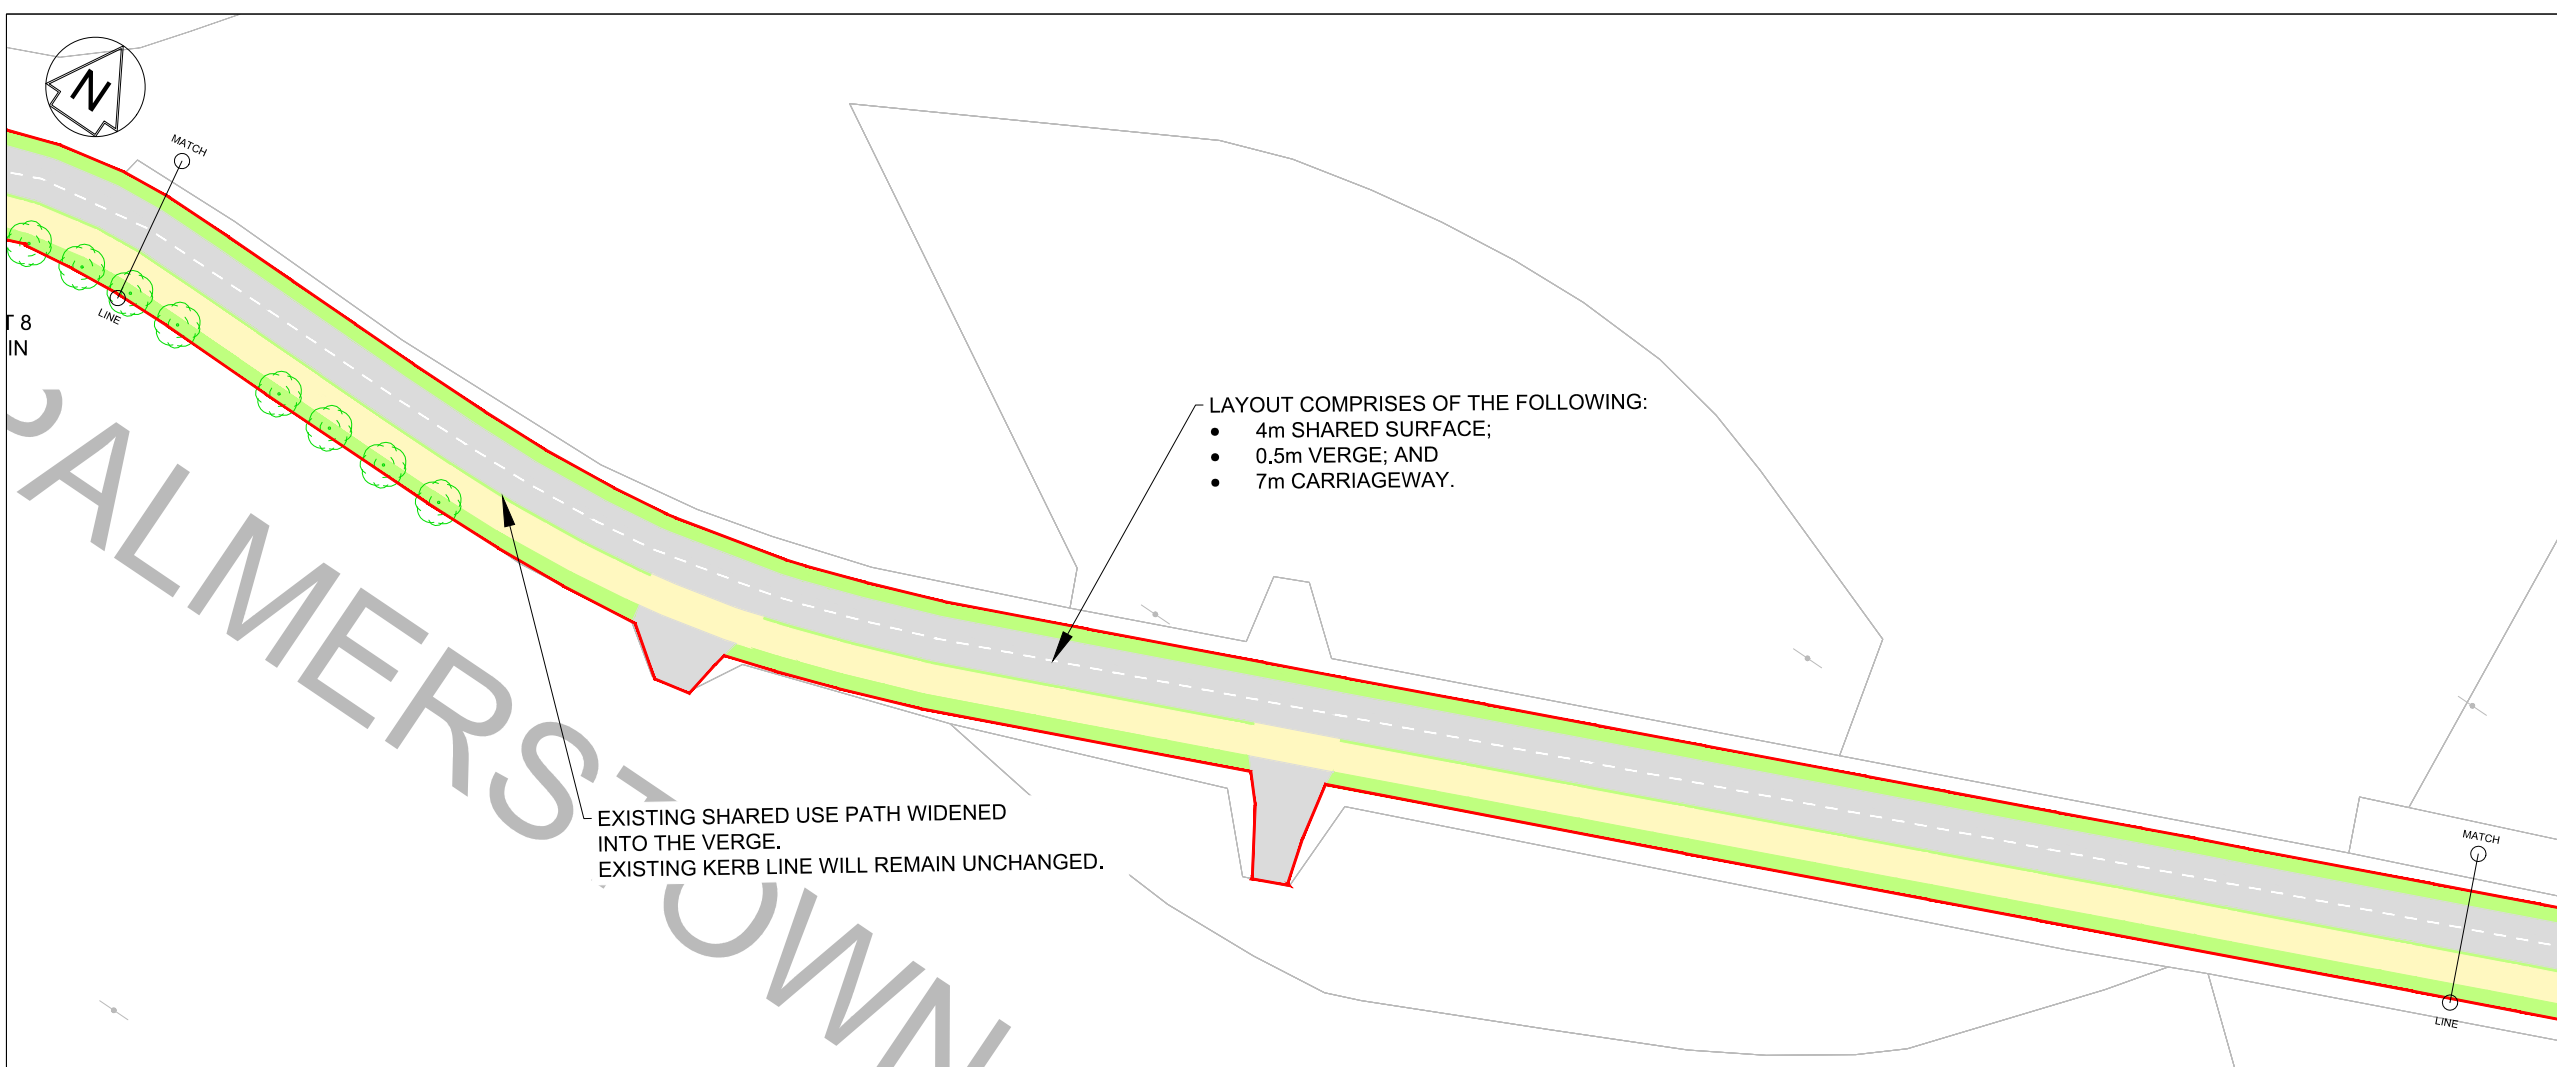 N
MATCH
LINE
T 8
IN
LAYOUT COMPRISES OF THE FOLLOWING:
• 4m SHARED SURFACE;
• 0.5m VERGE; AND
• 7m CARRIAGEWAY.
EXISTING SHARED USE PATH WIDENED
INTO THE VERGE.
EXISTING KERB LINE WILL REMAIN UNCHANGED.
PALMERSTOWN
MATCH
LINE